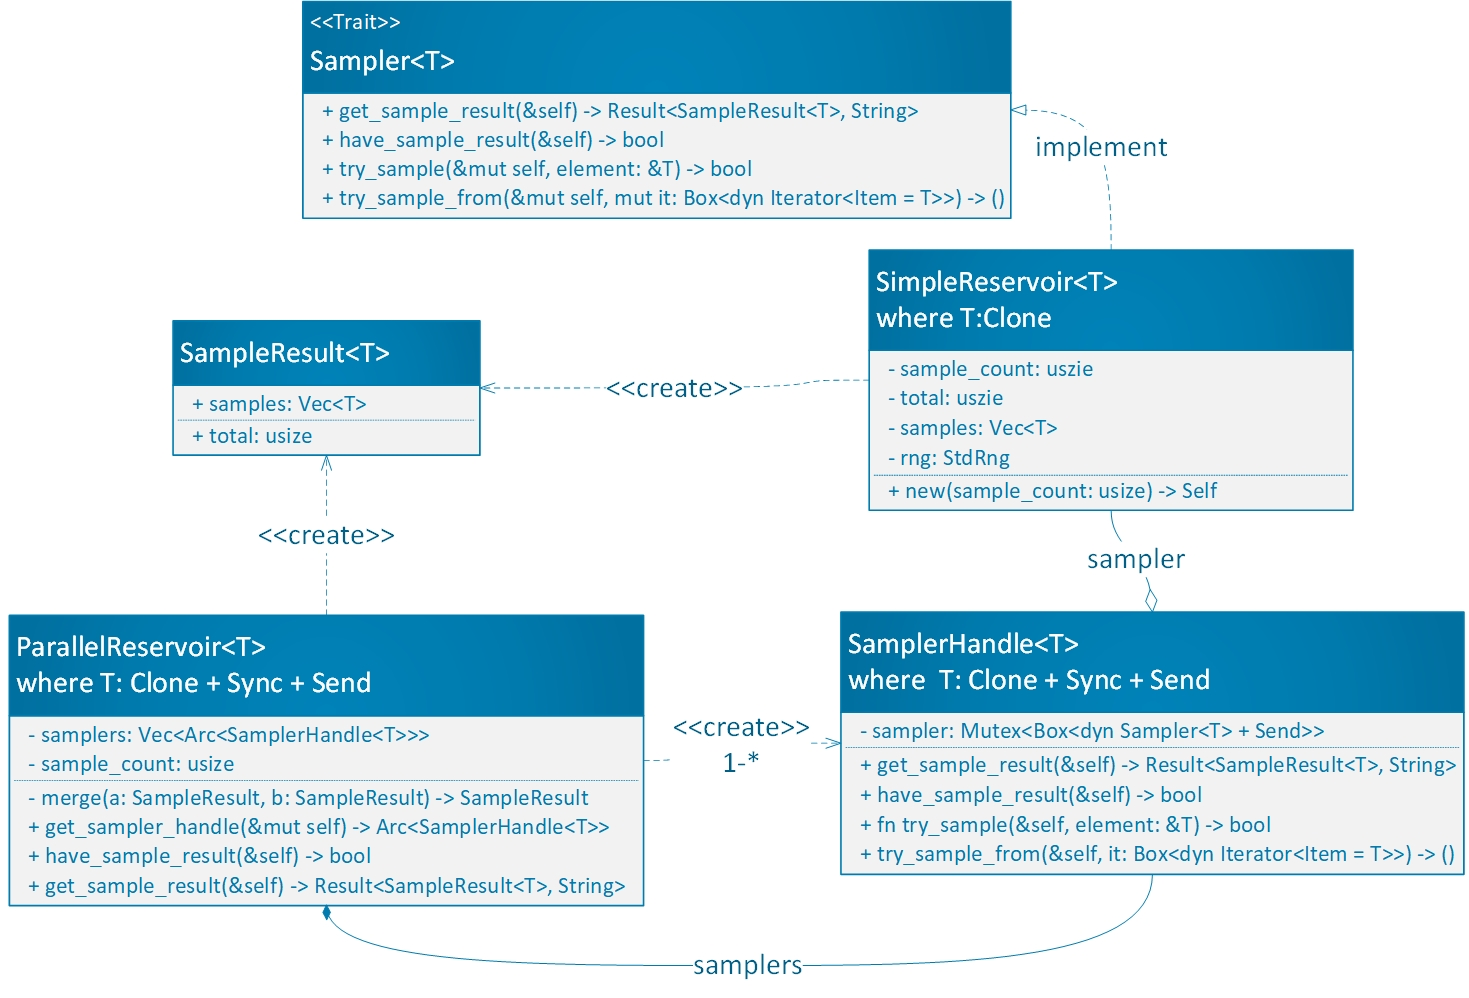 <<Trait>>
Sampler<T>
+ get_sample_result(&self) -> Result<SampleResult<T>, String>
+ have_sample_result(&self) -> bool
+ try_sample(&mut self, element: &T) -> bool
+ try_sample_from(&mut self, mut it: Box<dyn Iterator<Item = T>>) -> ()
implement
SimpleReservoir<T>
where T:Clone
- sample_count: uszie
- total: uszie
- samples: Vec<T>
- rng: StdRng
+ new(sample_count: usize) -> Self
SampleResult<T>
+ samples: Vec<T>
+ total: usize
<<create>>
<<create>>
sampler
ParallelReservoir<T>
where T: Clone + Sync + Send
- samplers: Vec<Arc<SamplerHandle<T>>>
- sample_count: usize
- merge(a: SampleResult, b: SampleResult) -> SampleResult
+ get_sampler_handle(&mut self) -> Arc<SamplerHandle<T>>
+ have_sample_result(&self) -> bool
+ get_sample_result(&self) -> Result<SampleResult<T>, String>
<<create>>
1-*
SamplerHandle<T>
where  T: Clone + Sync + Send
- sampler: Mutex<Box<dyn Sampler<T> + Send>>
+ get_sample_result(&self) -> Result<SampleResult<T>, String>
+ have_sample_result(&self) -> bool
+ fn try_sample(&self, element: &T) -> bool
+ try_sample_from(&self, it: Box<dyn Iterator<Item = T>>) -> ()
samplers